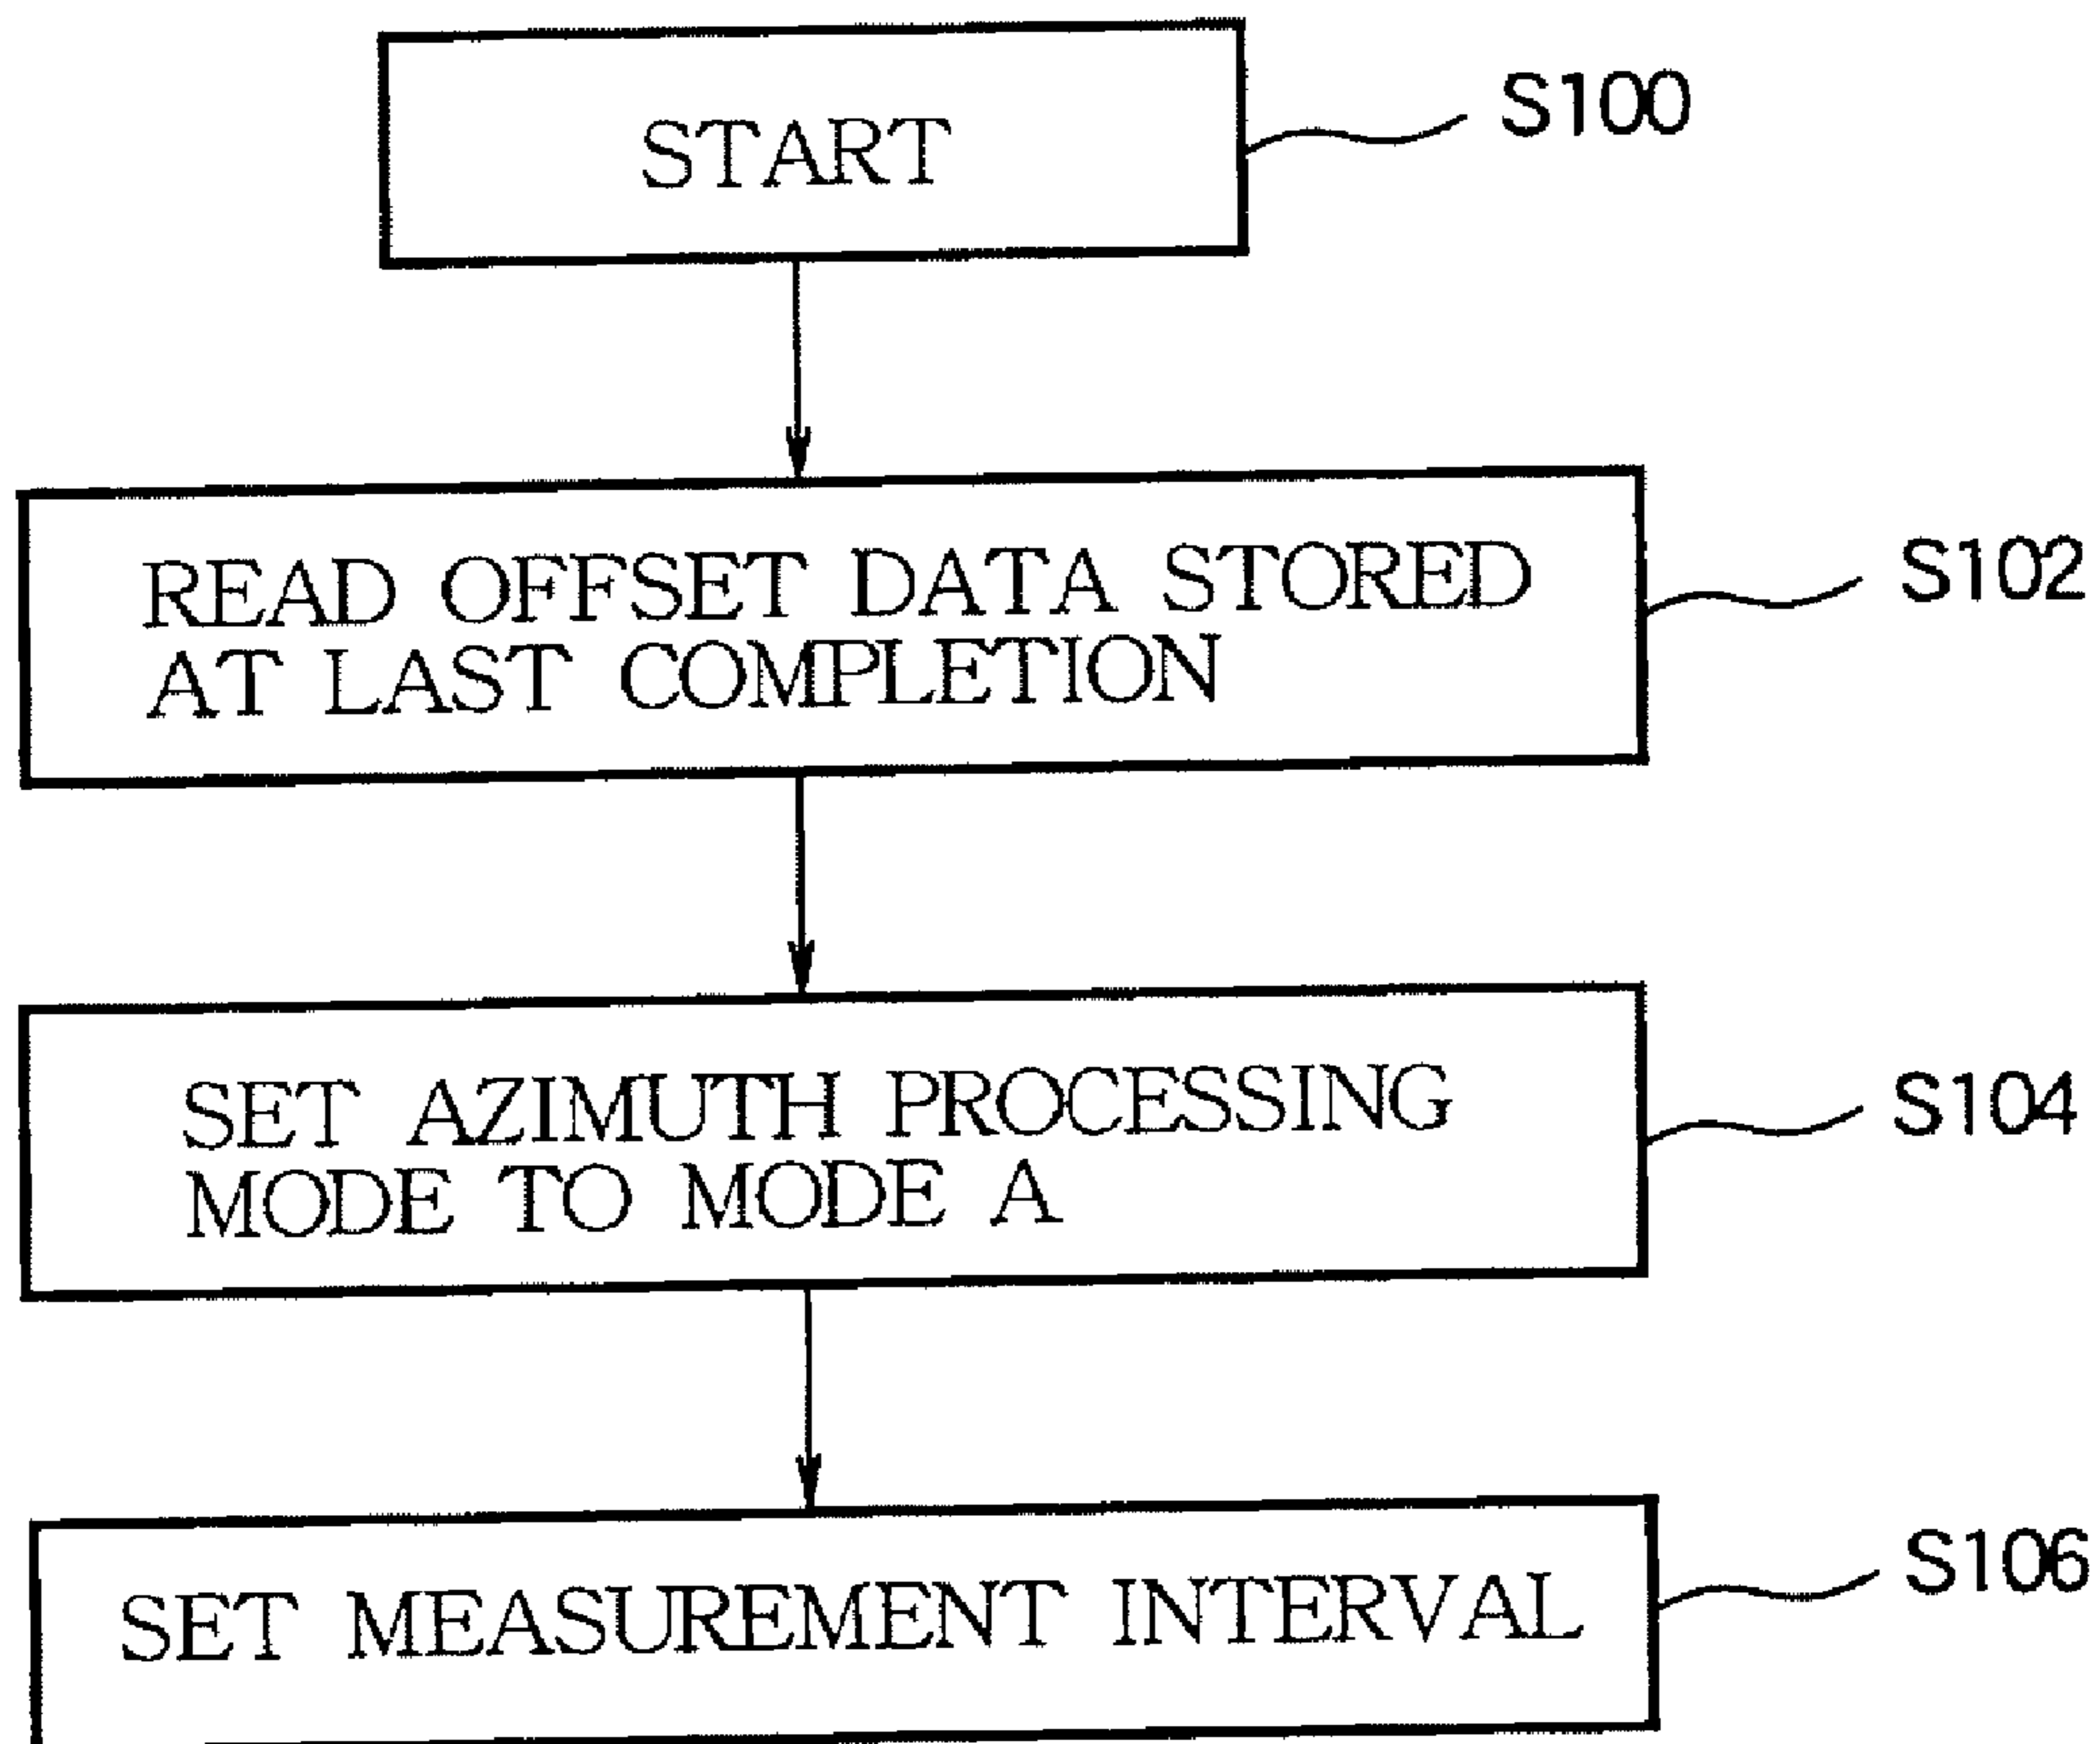 START
S100
READ OFFSET DATA STORED
AT LAST COMPLETION
S102
SET AZIMUTH PROCESSING
MODE TO MODE A
S104
SET MEASUREMENT INTERVAL
S106